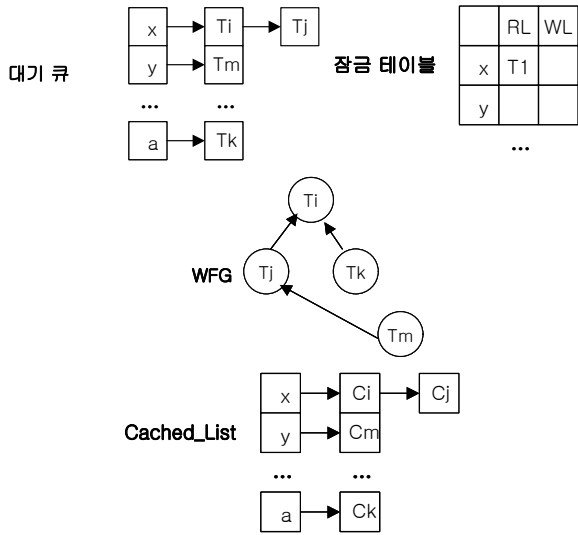 x Ti Tj
RL WL
대기 큐
y Tm
잠금 테이블
x T1
... ...
y
a Tk
...
Ti
WFG
Tj Tk
Tm
x Ci Cj
Cached_List
y Cm
... ...
a Ck